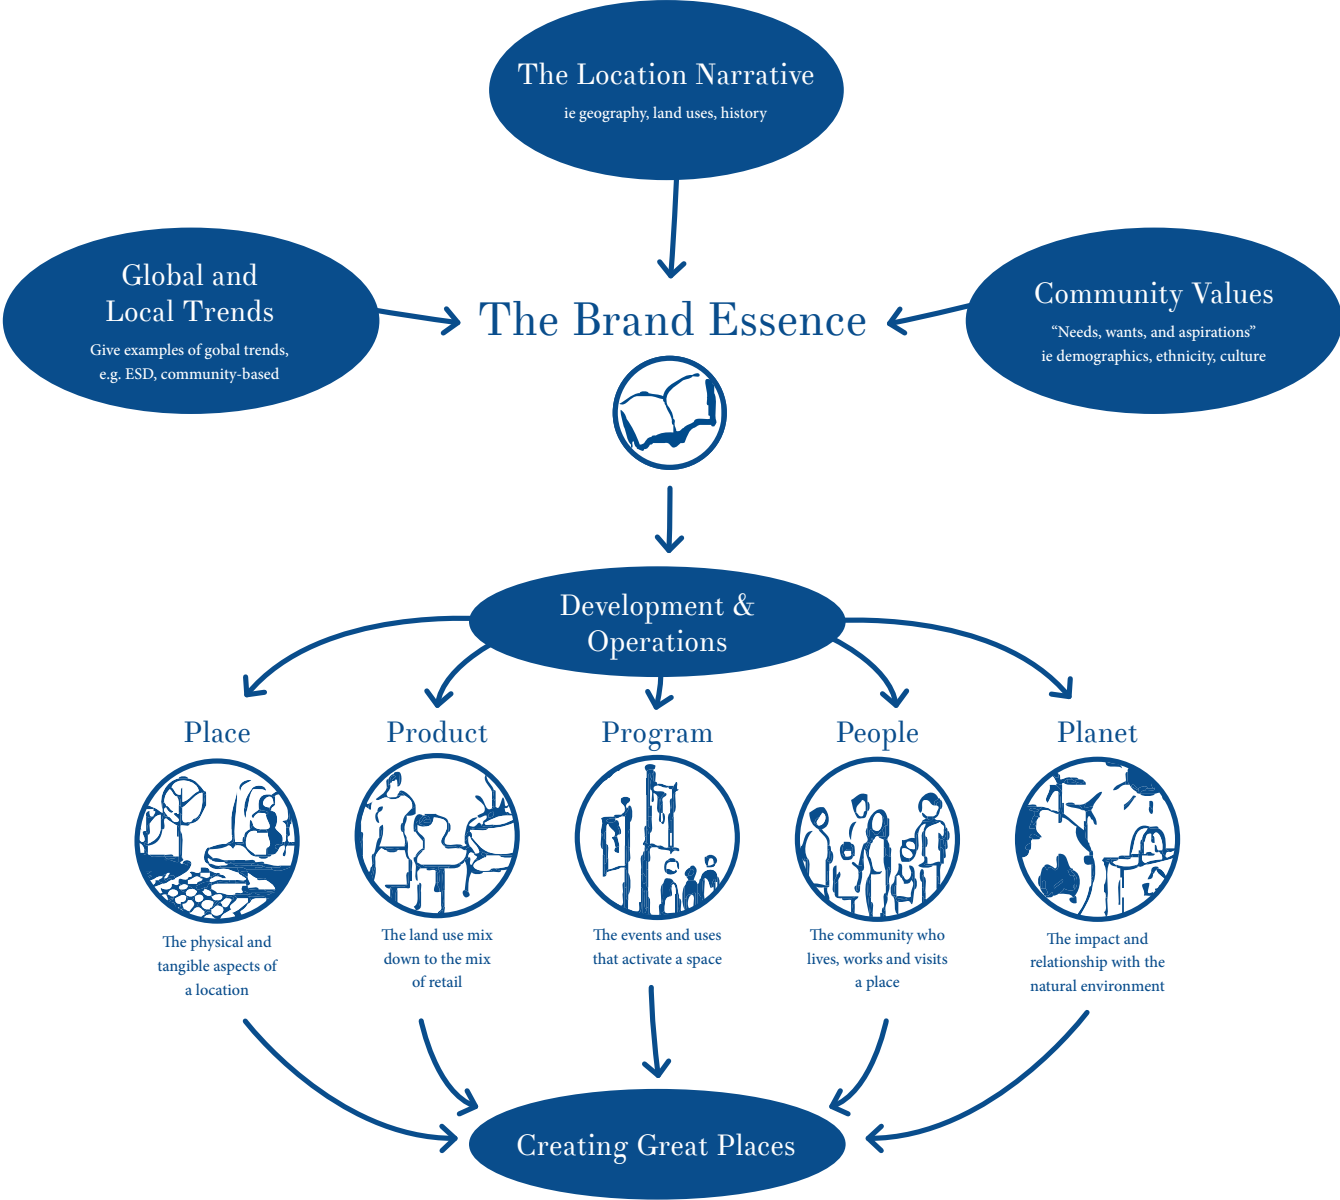 The Location Narrative
ie geography, land uses, history
Global and
Local Trends
Give examples of gobal trends,
e.g. ESD, community-based
The Brand Essence
Community Values
“Needs, wants, and aspirations”
ie demographics, ethnicity, culture
Development &
Operations
Place
The physical and
tangible aspects of
a location
Product
The land use mix
down to the mix
of retail
Program
The events and uses
that activate a space
People
The community who
lives, works and visits
a place
Planet
The impact and
relationship with the
natural environment
Creating Great Places